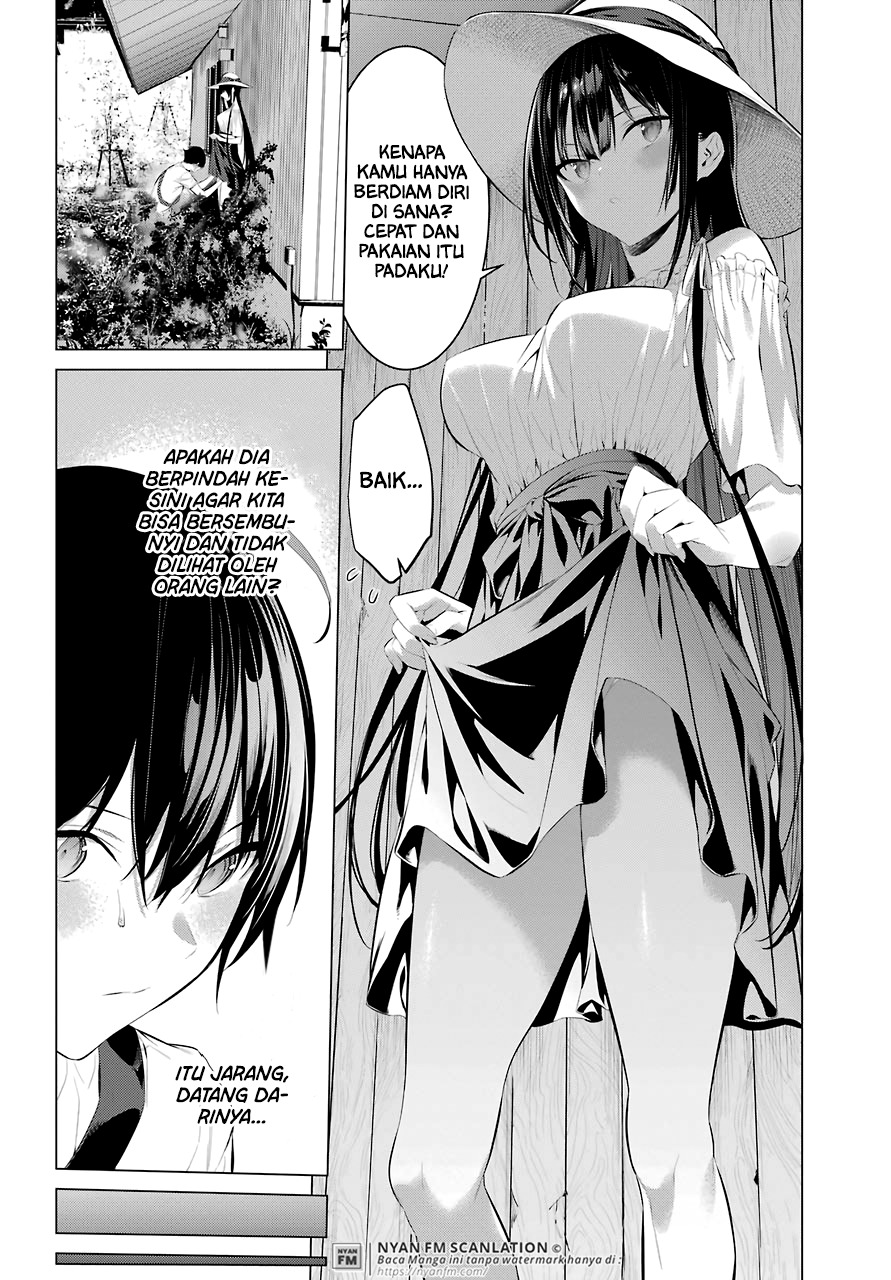 KENAPA
KAMU HANYA
BERDIAM DIRI
DI SANA?
CEPAT DAN
PAKAIAN ITU
PADAKU!
BAIK...
APAKAH DIA
BERPINDAH KE-
SINI AGAR KITA
BISA BERSEMBU-
NYI DAN TIDAK
DILIHAT OLEH
ORANG LAIN?
ITU JARANG,
DATANG DA-
RINYA...
NYAN
FM
NYAN FM SCANLATION ©
Baca Manga ini tanpa watermark hanya di :
https://nyanfm.com/